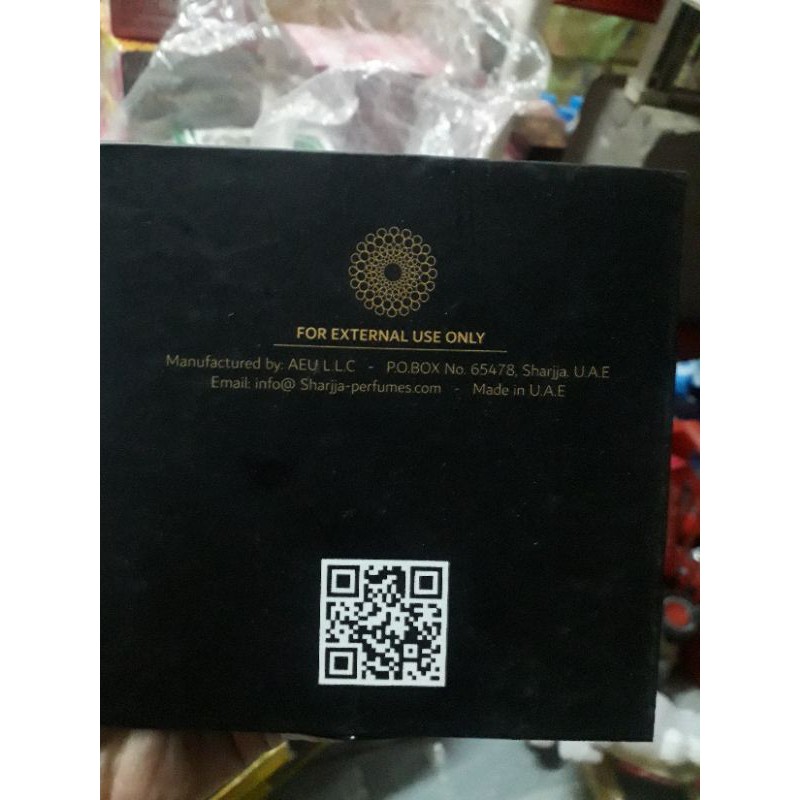 FOR EXTERNAL USE ONLY
Manufactured by: AEU L.L.C - P.O.BOX No. 65478, Sharjja. U.A.E
Email: info@ Sharjja-perfumes.com - Made in U.A.E